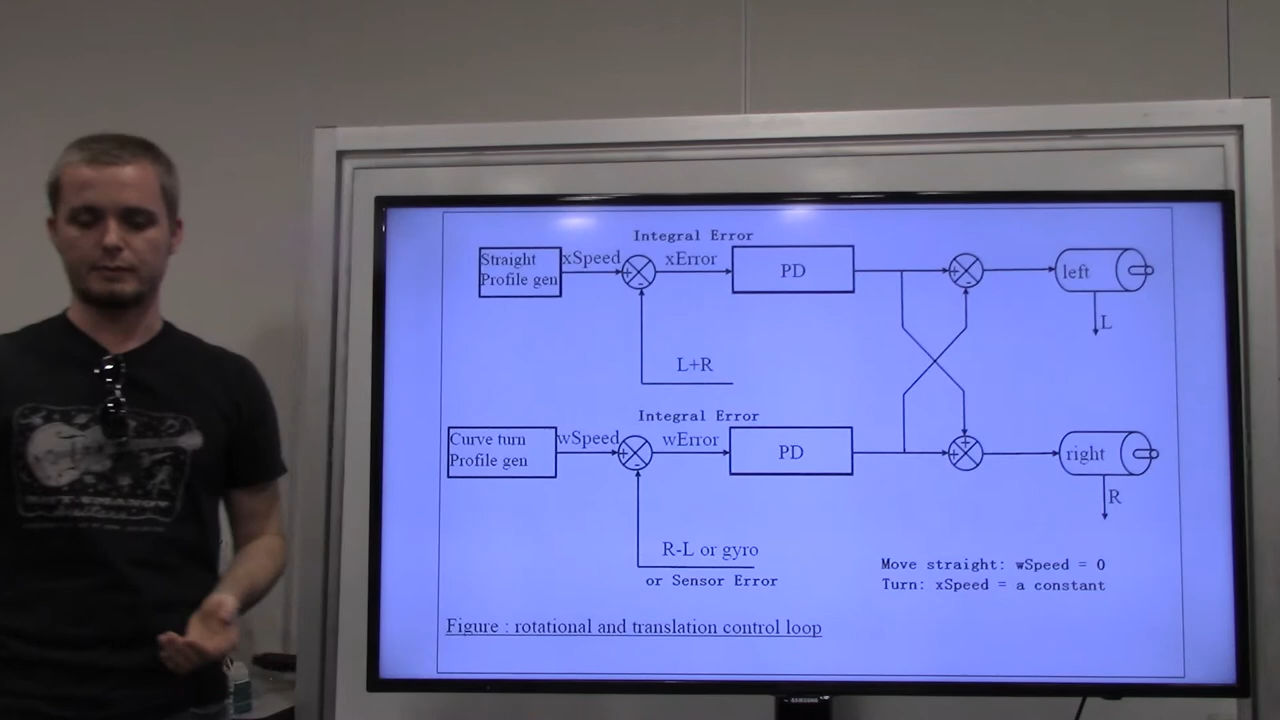 Integral Error
Straight
Profile gen
xSpeed
+
-
xError
PD
+
-
left
L
L+R
Integral Error
Curve turn
Profile gen
wSpeed
+
-
wError
PD
+
+
right
R
R-L or gyro
or Sensor Error
Move straight: wSpeed = 0
Turn: xSpeed = a constant
Figure : rotational and translation control loop
SAMSUNG